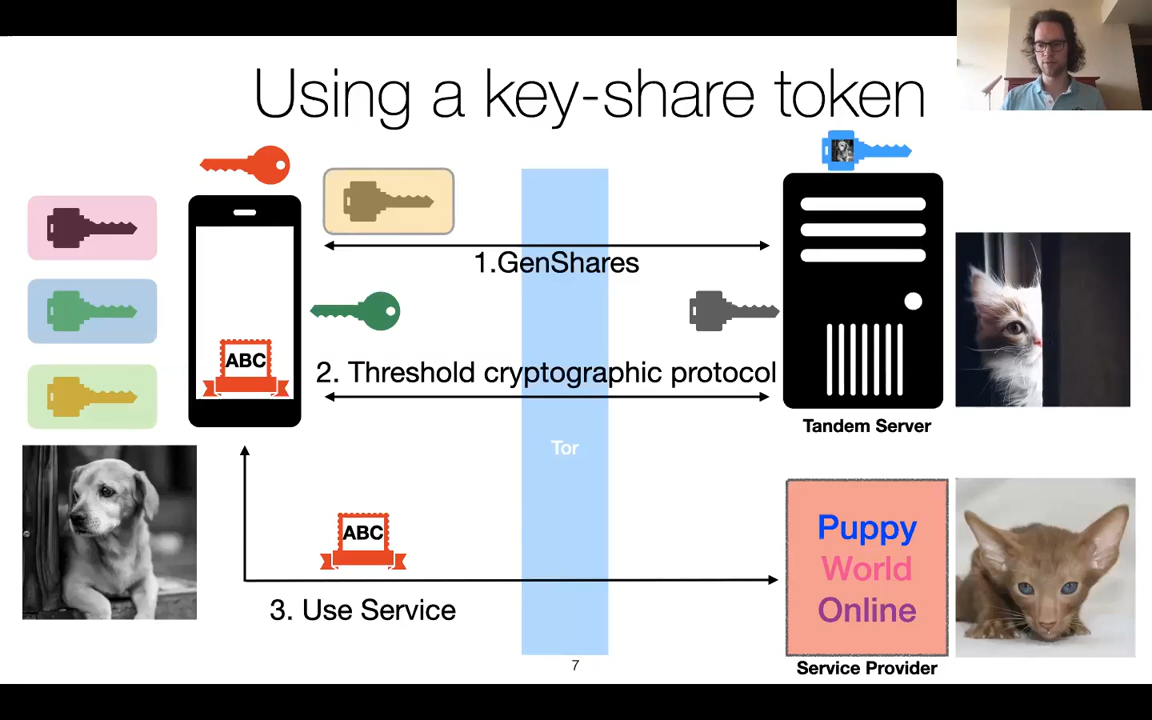 Using a key-share token
1.GenShares
ABC
2. Threshold cryptographic protocol
Tandem Server
Tor
ABC
Puppy
World
Online
3. Use Service
7
Service Provider